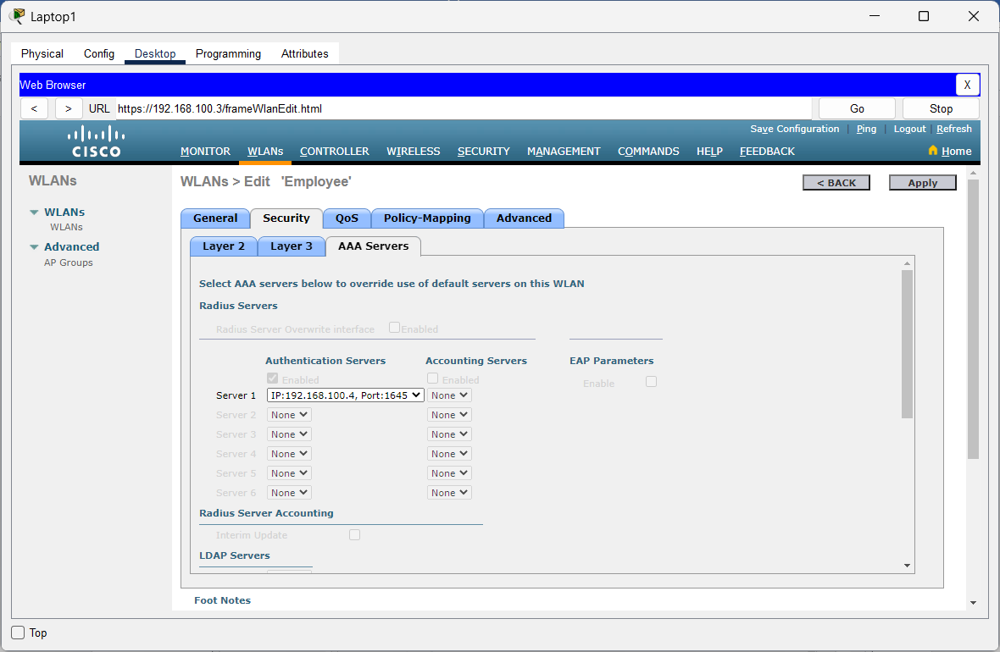 Laptop1
Physical Config Desktop Programming Attributes
Web Browser X
< > URL https://192.168.100.3/frameWlanEdit.html Go Stop
Save Configuration | Ping | Logout | Refresh
CISCO MONITOR WLANs CONTROLLER WIRELESS SECURITY MANAGEMENT COMMANDS HELP FEEDBACK Home
WLANs
WLANs
WLANs
Advanced
AP Groups
WLANs > Edit 'Employee' < BACK Apply
General Security QoS Policy-Mapping Advanced
Layer 2 Layer 3 AAA Servers
Select AAA servers below to override use of default servers on this WLAN
Radius Servers
Radius Server Overwrite interface Enabled
Authentication Servers Accounting Servers EAP Parameters
Enabled Enabled Enable
Server 1 IP:192.168.100.4, Port:1645 None
Server 2 None None
Server 3 None None
Server 4 None None
Server 5 None None
Server 6 None None
Radius Server Accounting
Interim Update
LDAP Servers
Foot Notes
Top